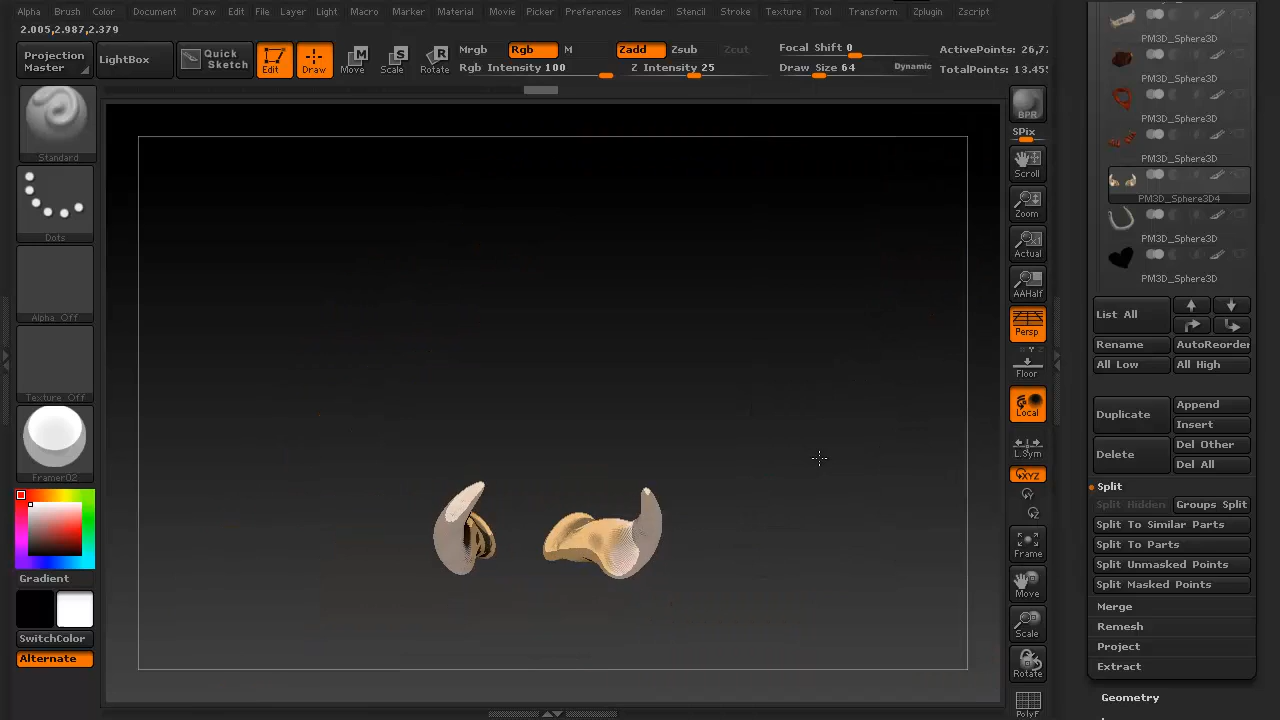 Alpha Brush Color Document Draw Edit File Layer Light Macro Marker Material Movie Picker Preferences Render Stencil Stroke Texture Tool Transform Zplugin Zscript
2.005,2.987,2.379
Projection Master
LightBox
Quick Sketch
Edit
Draw
Move
Scale
Rotate
Mrgb Rgb M
Rgb Intensity 100
Zadd Zsub Zcut
Z Intensity 25
Focal Shift 0
Draw Size 64 Dynamic
ActivePoints: 26,77
TotalPoints: 13.455
Standard
Dots
Alpha Off
Texture Off
Framer02
Gradient
SwitchColor
Alternate
BPR
SPix
Scroll
Zoom
Actual
AAHalf
Persp
Floor
Local
L.Sym
XYZ
Y
Z
Frame
Move
Scale
Rotate
PolyF
PM3D_Sphere3D
PM3D_Sphere3D
PM3D_Sphere3D
PM3D_Sphere3D
PM3D_Sphere3D4
PM3D_Sphere3D
PM3D_Sphere3D
List All
Rename AutoReorder
All Low All High
Duplicate
Append
Insert
Delete
Del Other
Del All
Split
Split Hidden Groups Split
Split To Similar Parts
Split To Parts
Split Unmasked Points
Split Masked Points
Merge
Remesh
Project
Extract
Geometry